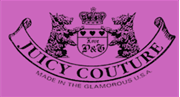 P&G
JUICY COUTURE
MADE IN THE GLAMOROUS U.S.A.